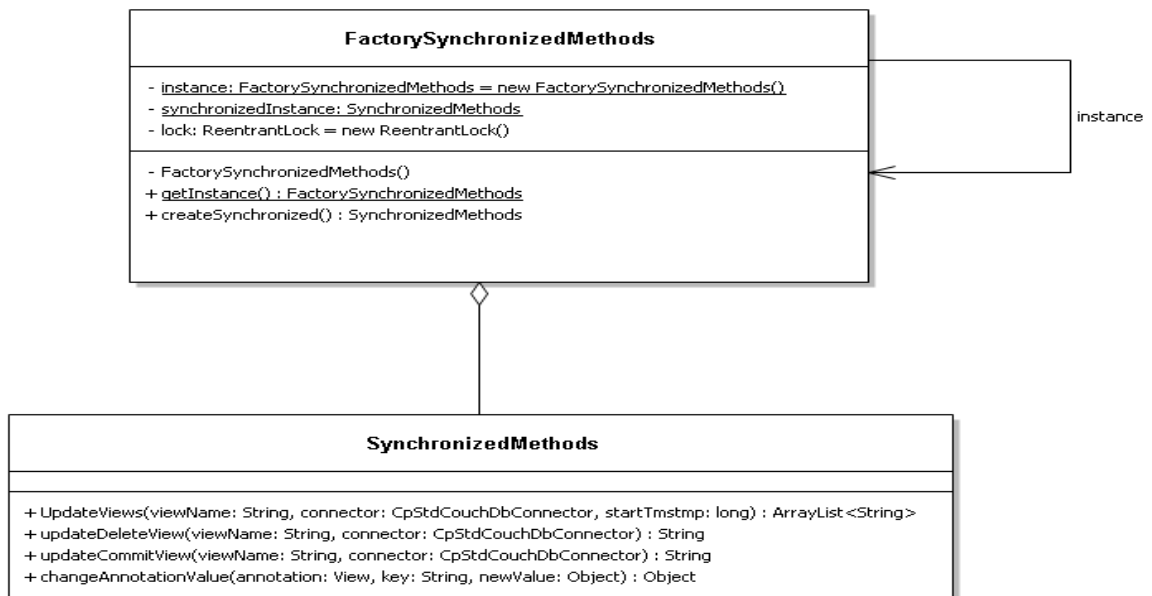 FactorySynchronizedMethods
- instance: FactorySynchronizedMethods = new FactorySynchronizedMethods()
- synchronizedInstance: SynchronizedMethods
- lock: ReentrantLock = new ReentrantLock()
instance
- FactorySynchronizedMethods()
+ getInstance() : FactorySynchronizedMethods
+ createSynchronized() : SynchronizedMethods
SynchronizedMethods
+ UpdateViews(viewName: String, connector: CpStdCouchDbConnector, startTmstmp: long) : ArrayList<String>
+ updateDeleteView(viewName: String, connector: CpStdCouchDbConnector) : String
+ updateCommitView(viewName: String, connector: CpStdCouchDbConnector) : String
+ changeAnnotationValue(annotation: View, key: String, newValue: Object) : Object